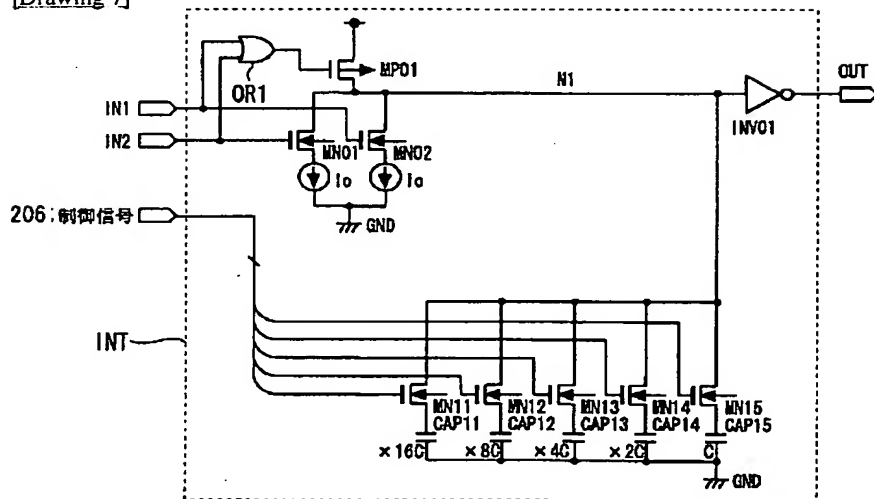 [Drawing 7]
OR1
MP01
N1
OUT
INV01
IN1
IN2
MN01
MN02
Io
Io
GND
206;制御信号
INT
MN11
CAP11
×16C
MN12
CAP12
×8C
MN13
CAP13
×4C
MN14
CAP14
×2C
MN15
CAP15
C
GND